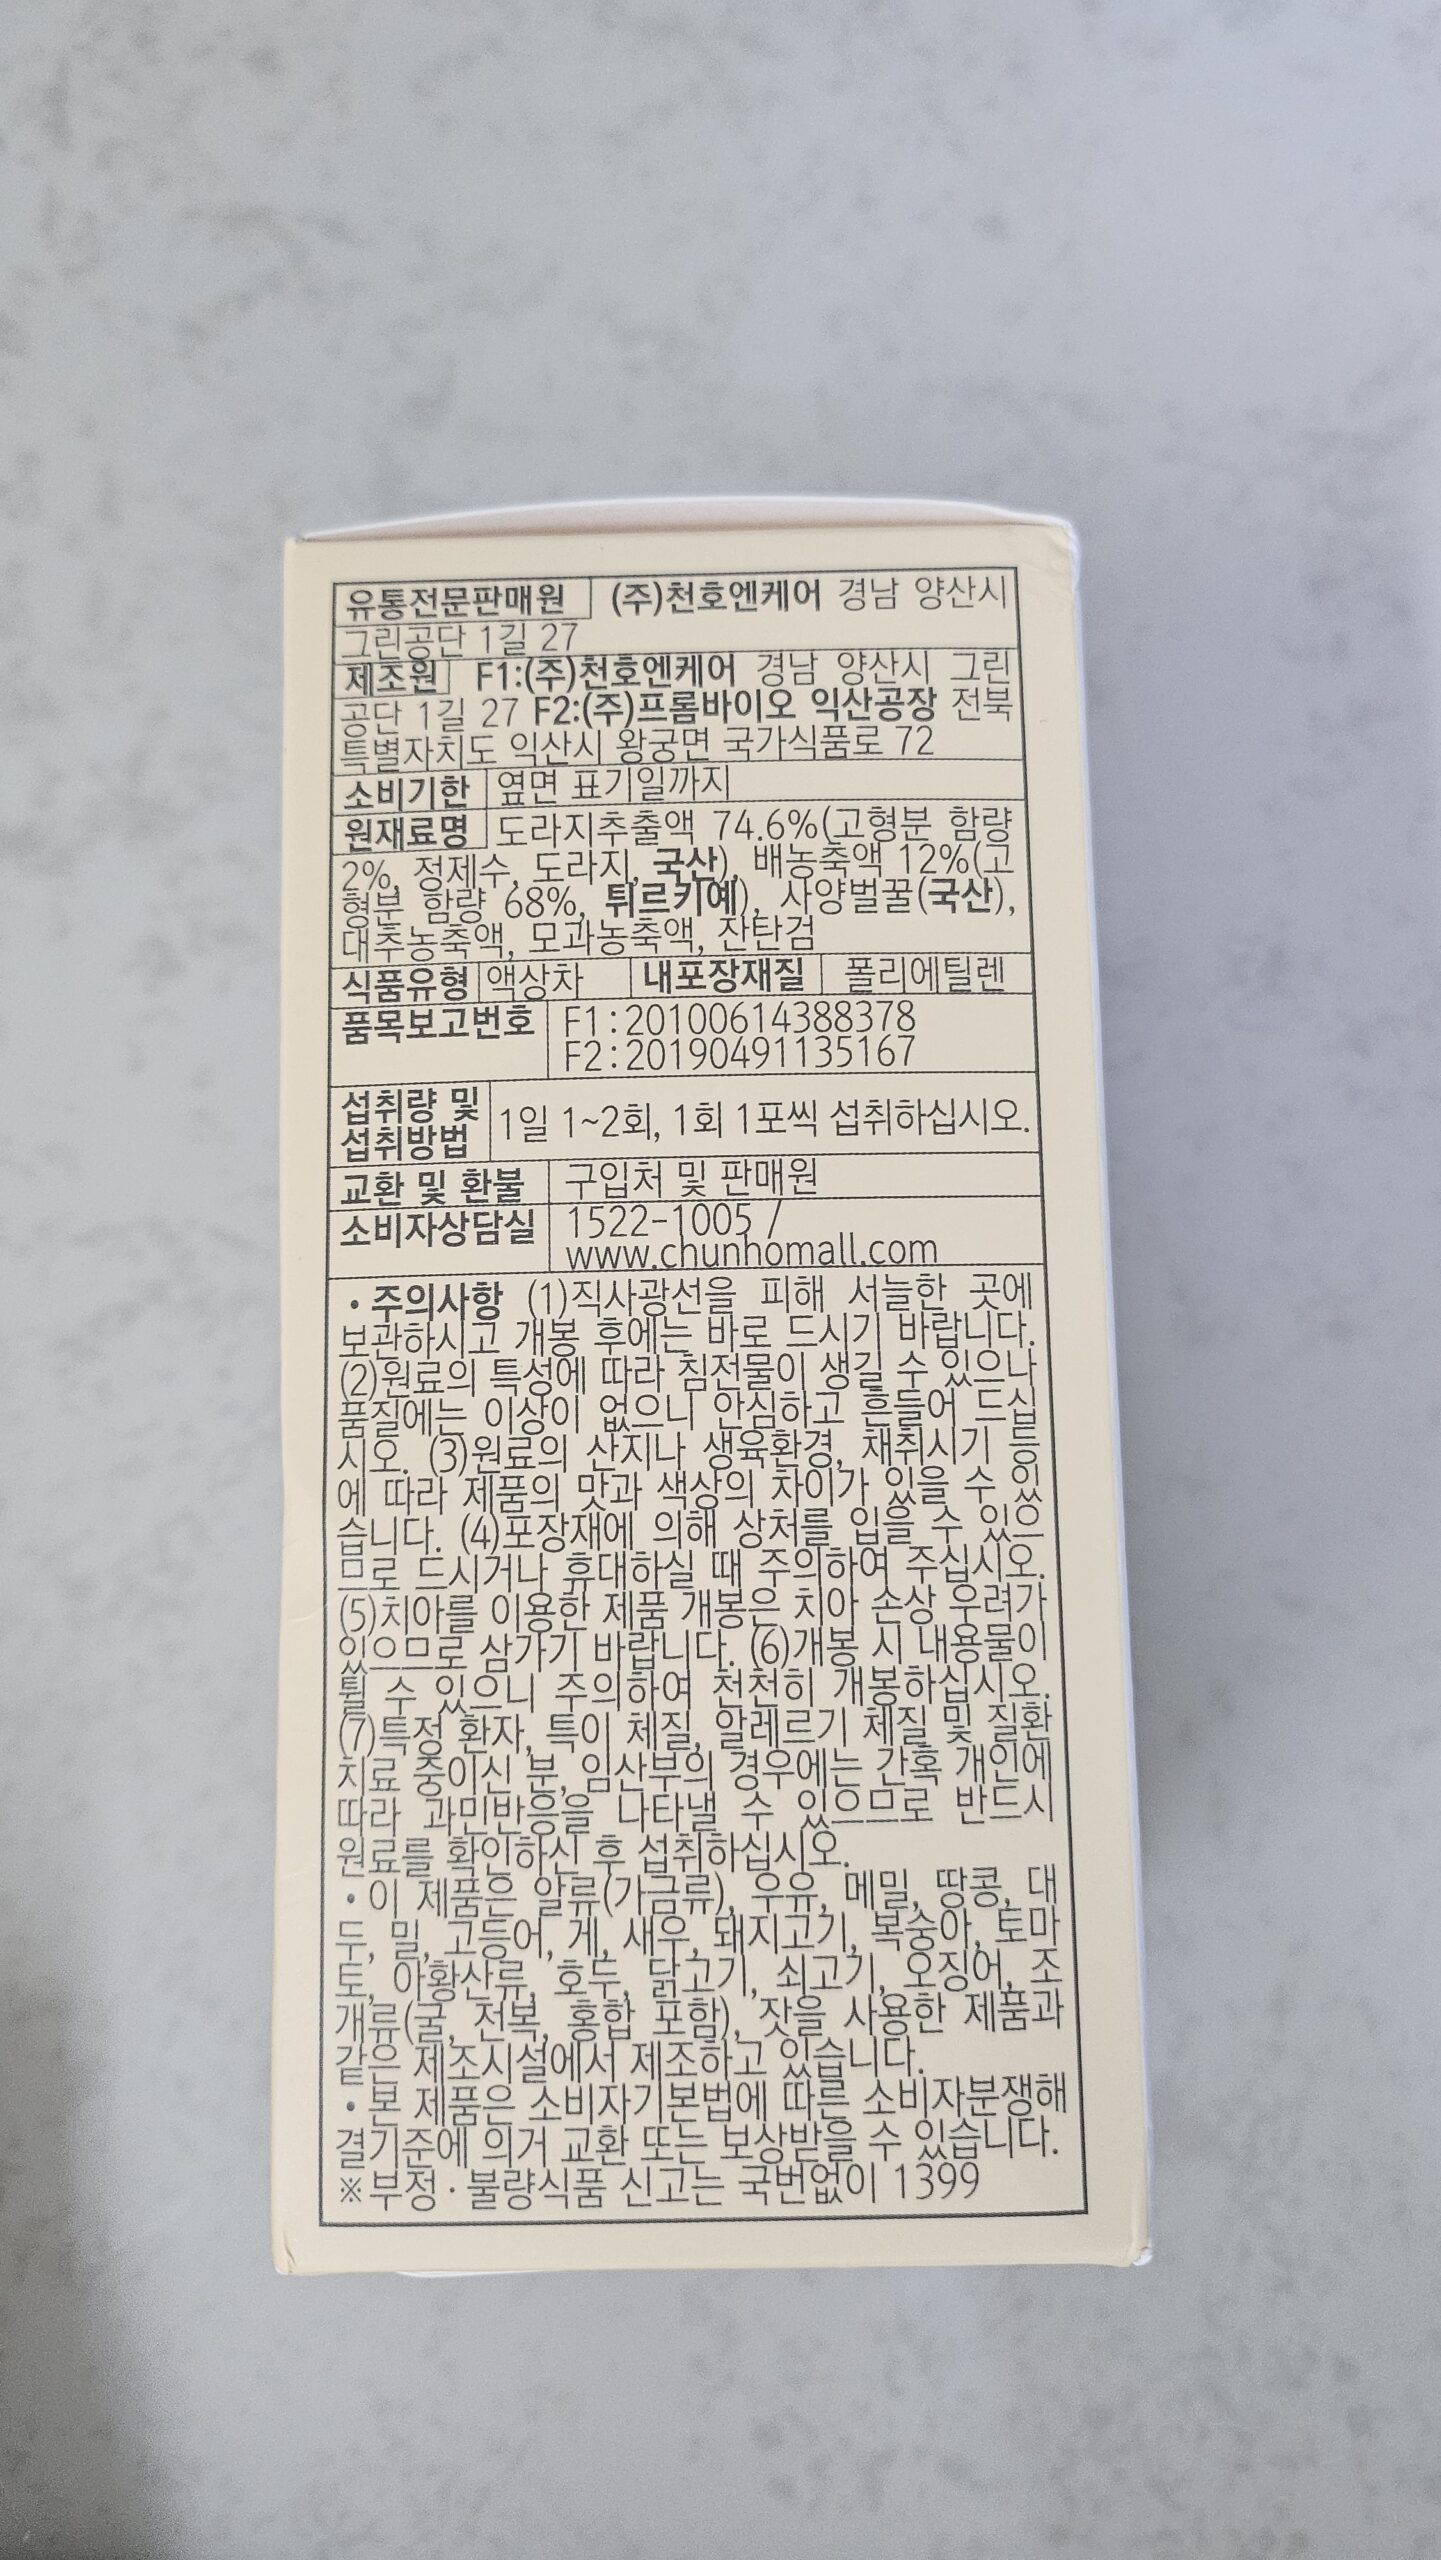 유통전문판매원 (주)천호엔케어 경남 양산시
그린공단 1길 27
제조원 F1:(주)천호엔케어 경남 양산시 그린
공단 1길 27 F2:(주)프롬바이오 익산공장 전북
특별자치도 익산시 왕궁면 국가식품로 72
소비기한 옆면 표기일까지
원재료명 도라지추출액 74.6%(고형분 함량
2%, 정제수, 도라지, 국산), 배농축액 12%(고
형분 함량 68%, 튀르키예), 사양벌꿀(국산),
대추농축액, 모과농축액, 잔탄검
식품유형 액상차 내포장재질 폴리에틸렌
품목보고번호 F1:20100614388378
F2:20190491135167
섭취량 및
섭취방법 1일 1~2회, 1회 1포씩 섭취하십시오.
교환 및 환불 구입처 및 판매원
소비자상담실 1522-1005 /
www.chunhomall.com
• 주의사항 (1)직사광선을 피해 서늘한 곳에
보관하시고 개봉 후에는 바로 드시기 바랍니다.
(2)원료의 특성에 따라 침전물이 생길 수 있으나
품질에는 이상이 없으니 안심하고 흔들어 드십
시오. (3)원료의 산지나 생육환경, 채취시기 등
에 따라 제품의 맛과 색상의 차이가 있을 수 있
습니다. (4)포장재에 의해 상처를 입을 수 있으
므로 드시거나 휴대하실 때 주의하여 주십시오.
(5)치아를 이용한 제품 개봉은 치아 손상 우려가
있으므로 삼가기 바랍니다. (6)개봉 시 내용물이
튈 수 있으니 주의하여 천천히 개봉하십시오.
(7)특정 환자, 특이 체질, 알레르기 체질 및 질환
치료 중이신 분, 임산부의 경우에는 간혹 개인에
따라 과민반응을 나타낼 수 있으므로 반드시
원료를 확인하신 후 섭취하십시오.
• 이 제품은 알류(가금류), 우유, 메밀, 땅콩, 대
두, 밀, 고등어, 게, 새우, 돼지고기, 복숭아, 토마
토, 아황산류, 호두, 닭고기, 쇠고기, 오징어, 조
개류(굴, 전복, 홍합 포함), 잣을 사용한 제품과
같은 제조시설에서 제조하고 있습니다.
• 본 제품은 소비자기본법에 따른 소비자분쟁해
결기준에 의거 교환 또는 보상받을 수 있습니다.
※부정·불량식품 신고는 국번없이 1399